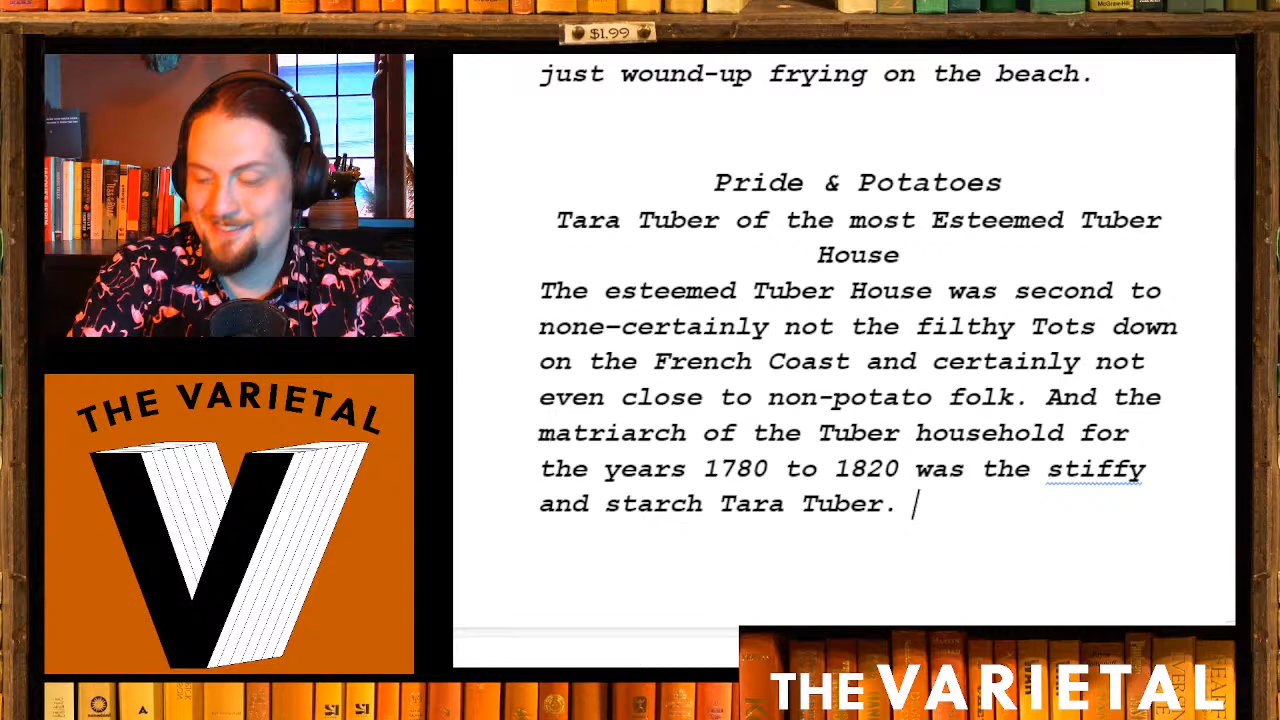 $1.99
just wound-up frying on the beach.
Pride & Potatoes
Tara Tuber of the most Esteemed Tuber
House
The esteemed Tuber House was second to
none–certainly not the filthy Tots down
on the French Coast and certainly not
even close to non-potato folk. And the
matriarch of the Tuber household for
the years 1780 to 1820 was the stiffy
and starch Tara Tuber.
THE VARIETAL
V
THE VARIETAL